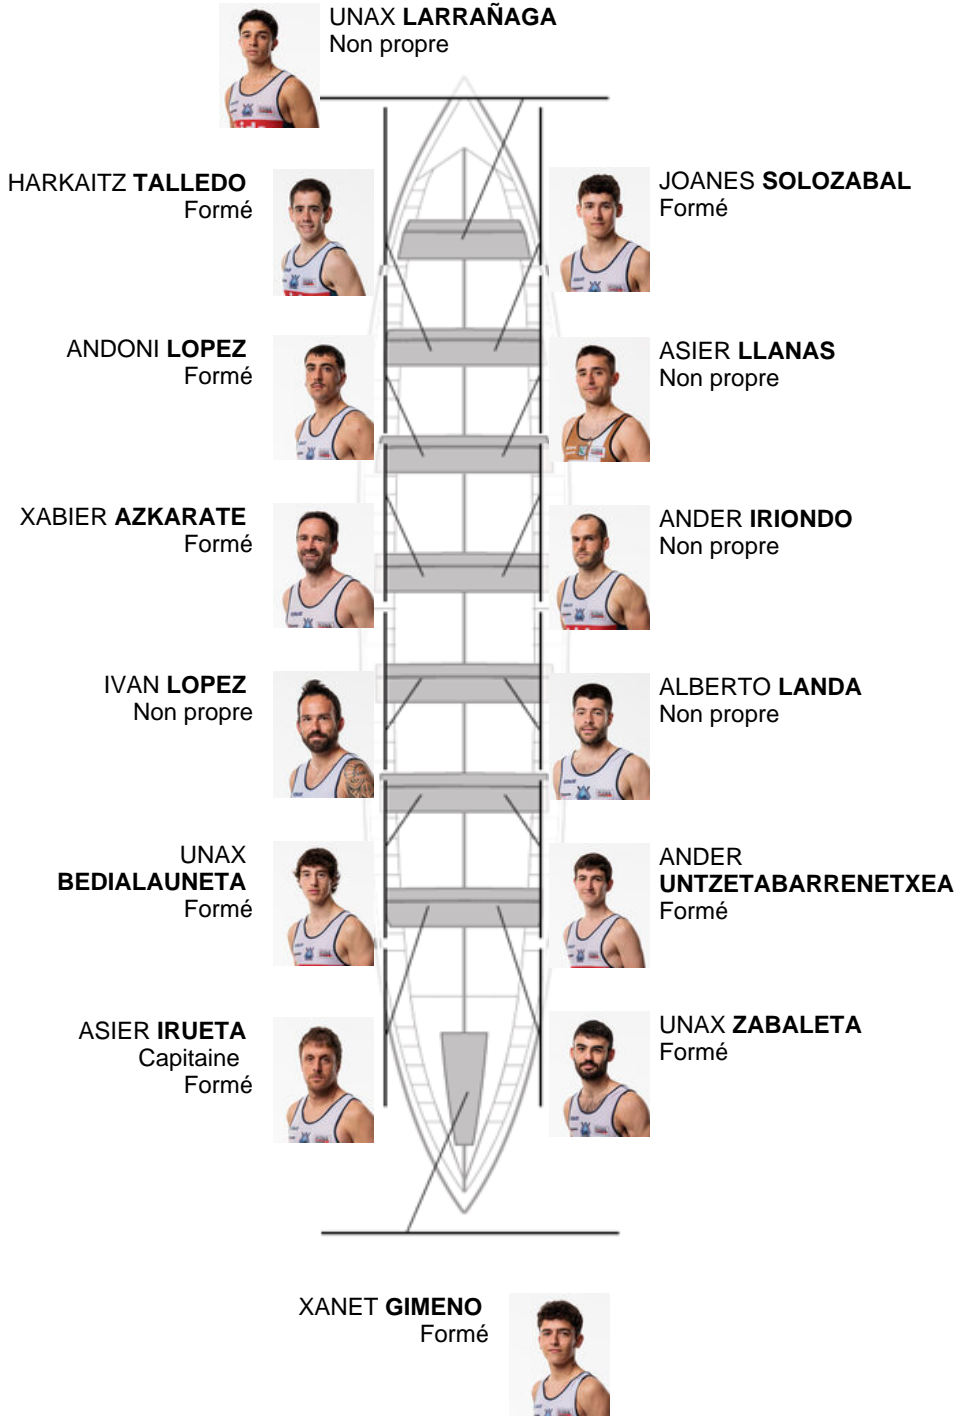 UNAX LARRAÑAGA
Non propre
HARKAITZ TALLEDO
Formé
JOANES SOLOZABAL
Formé
ANDONI LOPEZ
Formé
ASIER LLANAS
Non propre
XABIER AZKARATE
Formé
ANDER IRIONDO
Non propre
IVAN LOPEZ
Non propre
ALBERTO LANDA
Non propre
UNAX
BEDIALAUNETA
Formé
ANDER
UNTZETABARRENETXEA
Formé
ASIER IRUETA
Capitaine
Formé
UNAX ZABALETA
Formé
XANET GIMENO
Formé